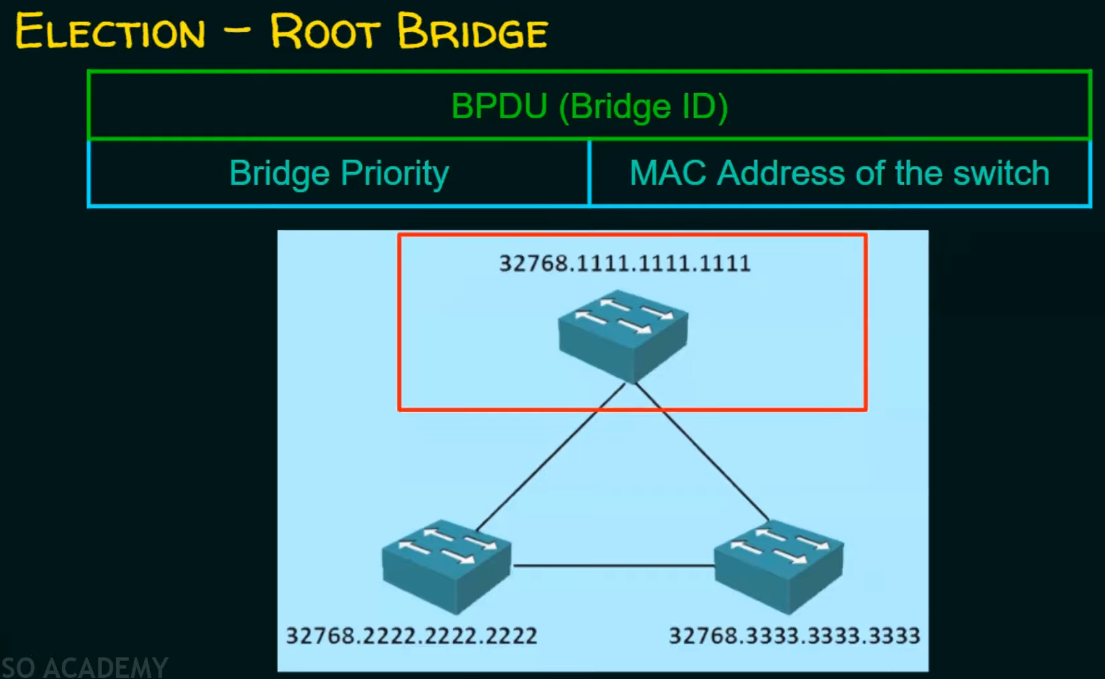 ELECTION – ROOT BRIDGE
BPDU (Bridge ID)
Bridge Priority
MAC Address of the switch
32768.1111.1111.1111
32768.2222.2222.2222
32768.3333.3333.3333
SO ACADEMY